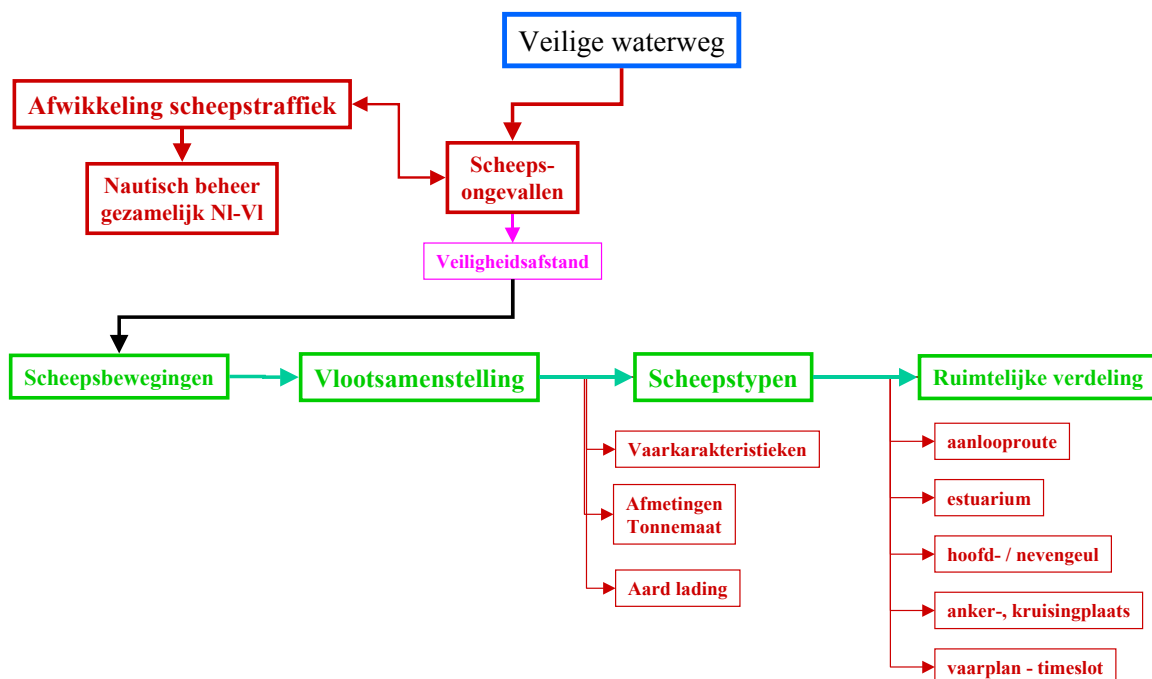 Veilige waterweg
Afwikkeling scheepstraffiek
Nautisch beheer
gezamelijk Nl-Vl
Scheeps-
ongevallen
Veiligheidsafstand
Scheepsbewegingen
Vlootsamenstelling
Scheepstypen
Ruimtelijke verdeling
Vaarkarakteristieken
Afmetingen
Tonnemaat
Aard lading
aanlooproute
estuarium
hoofd- / nevengeul
anker-, kruisingplaats
vaarplan - timeslot